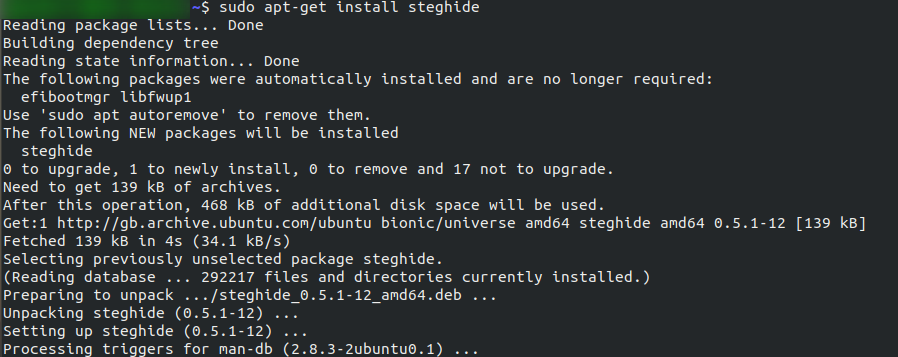 ~$ sudo apt-get install steghide
Reading package lists... Done
Building dependency tree
Reading state information... Done
The following packages were automatically installed and are no longer required:
  efibootmgr libfwup1
Use 'sudo apt autoremove' to remove them.
The following NEW packages will be installed
  steghide
0 to upgrade, 1 to newly install, 0 to remove and 17 not to upgrade.
Need to get 139 kB of archives.
After this operation, 468 kB of additional disk space will be used.
Get:1 http://gb.archive.ubuntu.com/ubuntu bionic/universe amd64 steghide amd64 0.5.1-12 [139 kB]
Fetched 139 kB in 4s (34.1 kB/s)
Selecting previously unselected package steghide.
(Reading database ... 292217 files and directories currently installed.)
Preparing to unpack .../steghide_0.5.1-12_amd64.deb ...
Unpacking steghide (0.5.1-12) ...
Setting up steghide (0.5.1-12) ...
Processing triggers for man-db (2.8.3-2ubuntu0.1) ...